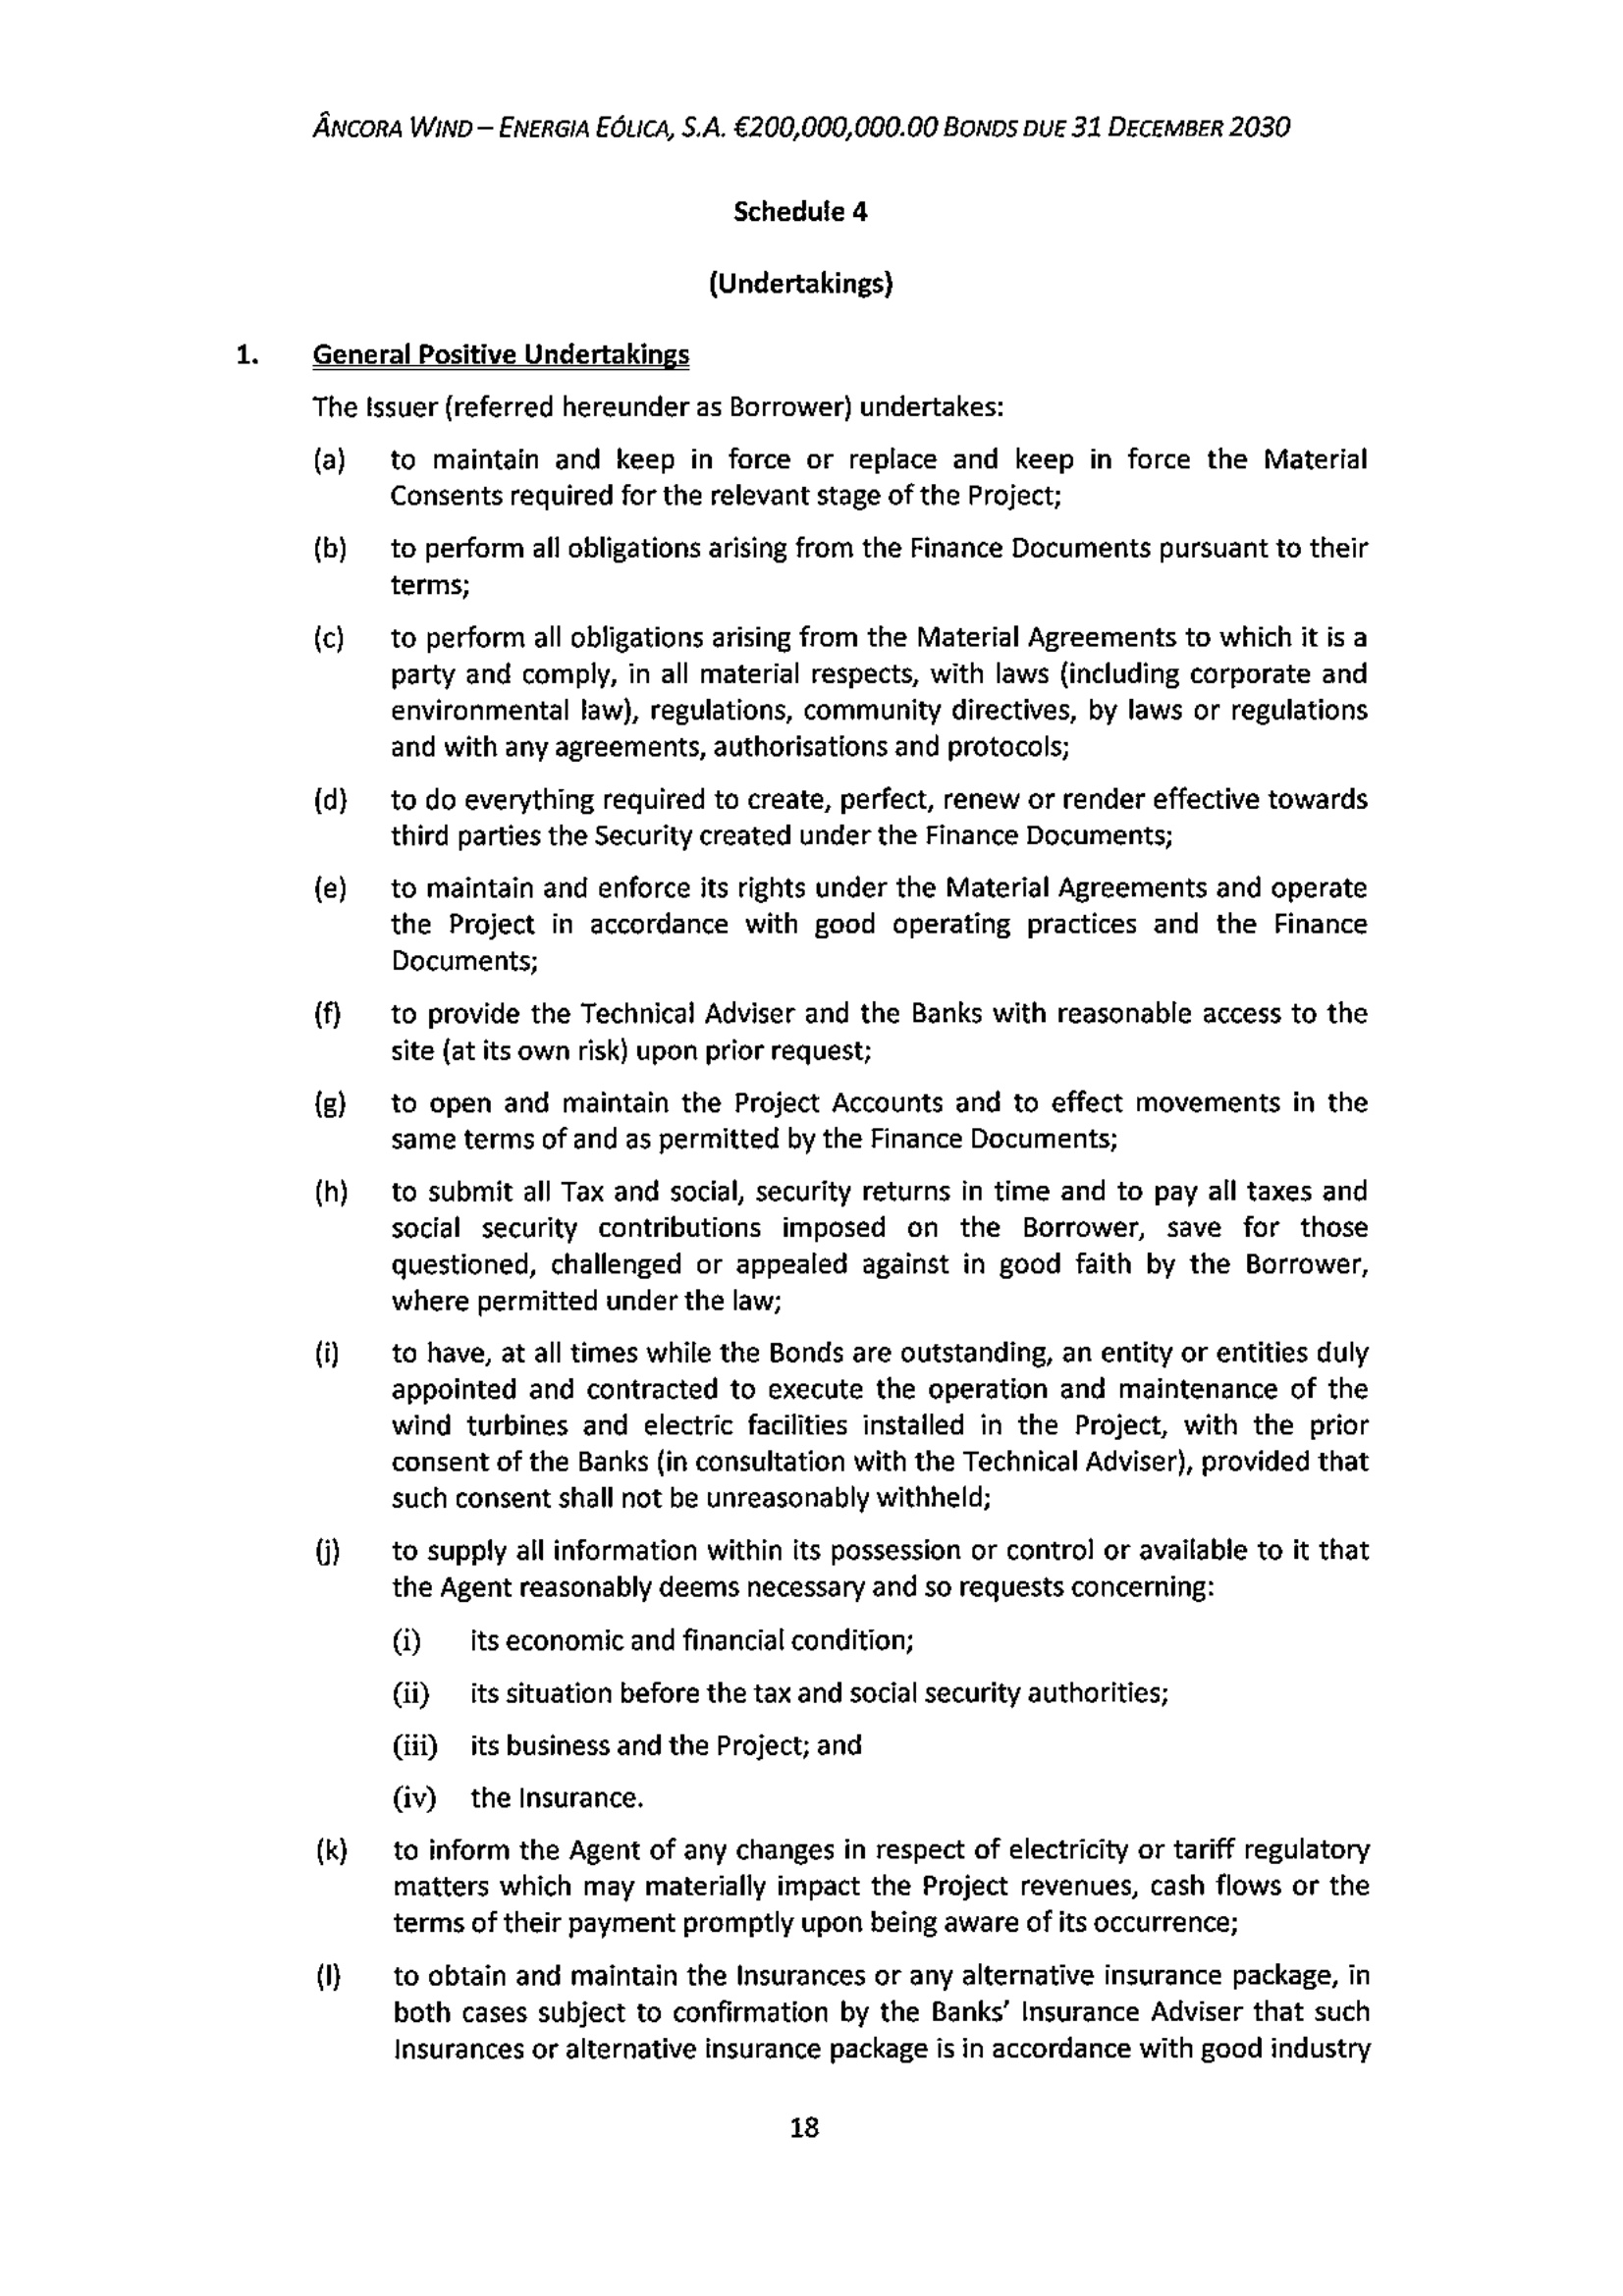 ÂNCORA WIND – ENERGIA EÓLICA, S.A. €200,000,000.00 BONDS DUE 31 DECEMBER 2030
Schedule 4
(Undertakings)
1. General Positive Undertakings
The Issuer (referred hereunder as Borrower) undertakes:
(a) to maintain and keep in force or replace and keep in force the Material
Consents required for the relevant stage of the Project;
(b) to perform all obligations arising from the Finance Documents pursuant to their
terms;
(c) to perform all obligations arising from the Material Agreements to which it is a
party and comply, in all material respects, with laws (including corporate and
environmental law), regulations, community directives, by laws or regulations
and with any agreements, authorisations and protocols;
(d) to do everything required to create, perfect, renew or render effective towards
third parties the Security created under the Finance Documents;
(e) to maintain and enforce its rights under the Material Agreements and operate
the Project in accordance with good operating practices and the Finance
Documents;
(f) to provide the Technical Adviser and the Banks with reasonable access to the
site (at its own risk) upon prior request;
(g) to open and maintain the Project Accounts and to effect movements in the
same terms of and as permitted by the Finance Documents;
(h) to submit all Tax and social, security returns in time and to pay all taxes and
social security contributions imposed on the Borrower, save for those
questioned, challenged or appealed against in good faith by the Borrower,
where permitted under the law;
(i) to have, at all times while the Bonds are outstanding, an entity or entities duly
appointed and contracted to execute the operation and maintenance of the
wind turbines and electric facilities installed in the Project, with the prior
consent of the Banks (in consultation with the Technical Adviser), provided that
such consent shall not be unreasonably withheld;
(j) to supply all information within its possession or control or available to it that
the Agent reasonably deems necessary and so requests concerning:
(i) its economic and financial condition;
(ii) its situation before the tax and social security authorities;
(iii) its business and the Project; and
(iv) the Insurance.
(k) to inform the Agent of any changes in respect of electricity or tariff regulatory
matters which may materially impact the Project revenues, cash flows or the
terms of their payment promptly upon being aware of its occurrence;
(l) to obtain and maintain the Insurances or any alternative insurance package, in
both cases subject to confirmation by the Banks' Insurance Adviser that such
Insurances or alternative insurance package is in accordance with good industry
18